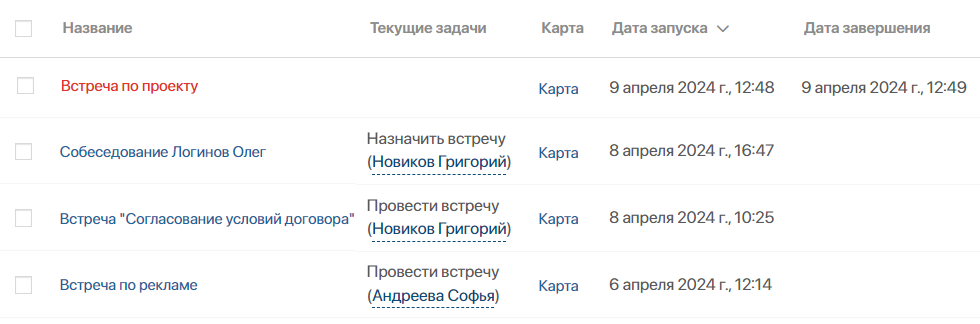 Название Текущие задачи Карта Дата запуска Дата завершения
Встреча по проекту Карта 9 апреля 2024 г., 12:48 9 апреля 2024 г., 12:49
Собеседование Логинов Олег Назначить встречу Карта 8 апреля 2024 г., 16:47
(Новиков Григорий)
Встреча "Согласование условий договора" Провести встречу Карта 8 апреля 2024 г., 10:25
(Новиков Григорий)
Встреча по рекламе Провести встречу Карта 6 апреля 2024 г., 12:14
(Андреева Софья)